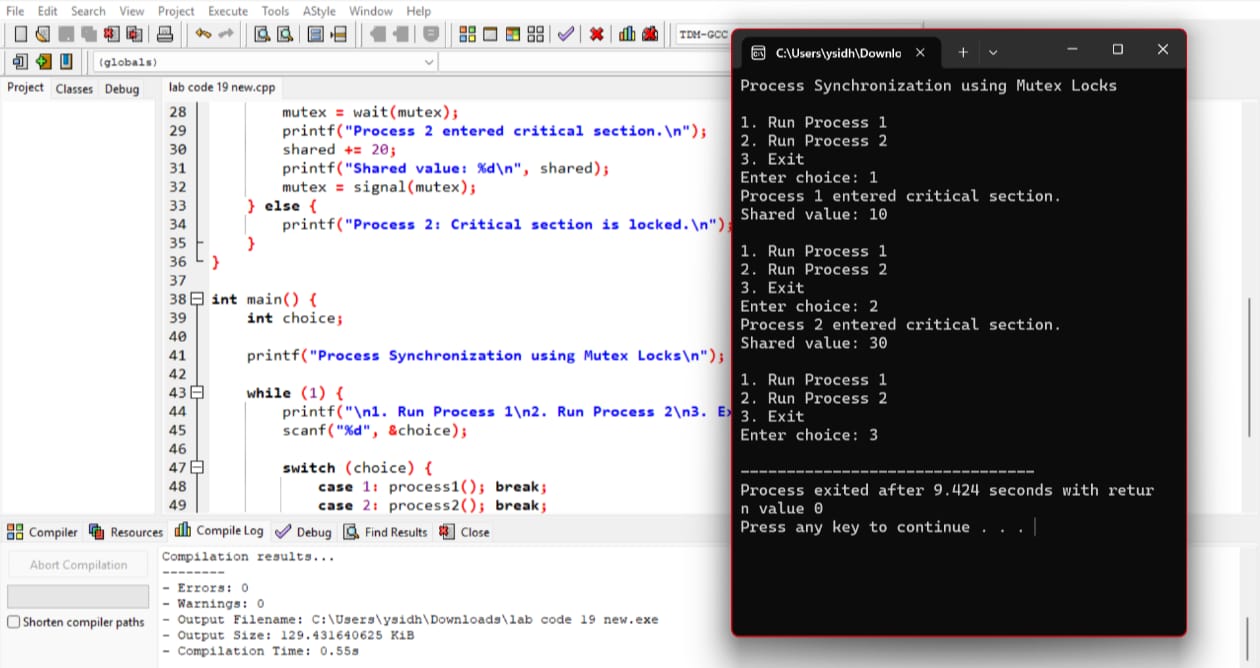 File Edit Search View Project Execute Tools AStyle Window Help
TDM-GCC
(globals)
Project Classes Debug
lab code 19 new.cpp
28 mutex = wait(mutex);
29 printf("Process 2 entered critical section.\n");
30 shared += 20;
31 printf("Shared value: %d\n", shared);
32 mutex = signal(mutex);
33 } else {
34 printf("Process 2: Critical section is locked.\n");
35 }
36 }
37
38 int main() {
39 int choice;
40
41 printf("Process Synchronization using Mutex Locks\n");
42
43 while (1) {
44 printf("\n1. Run Process 1\n2. Run Process 2\n3. Ex
45 scanf("%d", &choice);
46
47 switch (choice) {
48 case 1: process1(); break;
49 case 2: process2(); break;
Compiler Resources Compile Log Debug Find Results Close
Abort Compilation
Shorten compiler paths
Compilation results...
--------
- Errors: 0
- Warnings: 0
- Output Filename: C:\Users\ysidh\Downloads\lab code 19 new.exe
- Output Size: 129.431640625 KiB
- Compilation Time: 0.55s
C:\Users\ysidh\Downlo
Process Synchronization using Mutex Locks
1. Run Process 1
2. Run Process 2
3. Exit
Enter choice: 1
Process 1 entered critical section.
Shared value: 10
1. Run Process 1
2. Run Process 2
3. Exit
Enter choice: 2
Process 2 entered critical section.
Shared value: 30
1. Run Process 1
2. Run Process 2
3. Exit
Enter choice: 3
--------------------------------
Process exited after 9.424 seconds with retur
n value 0
Press any key to continue . . .